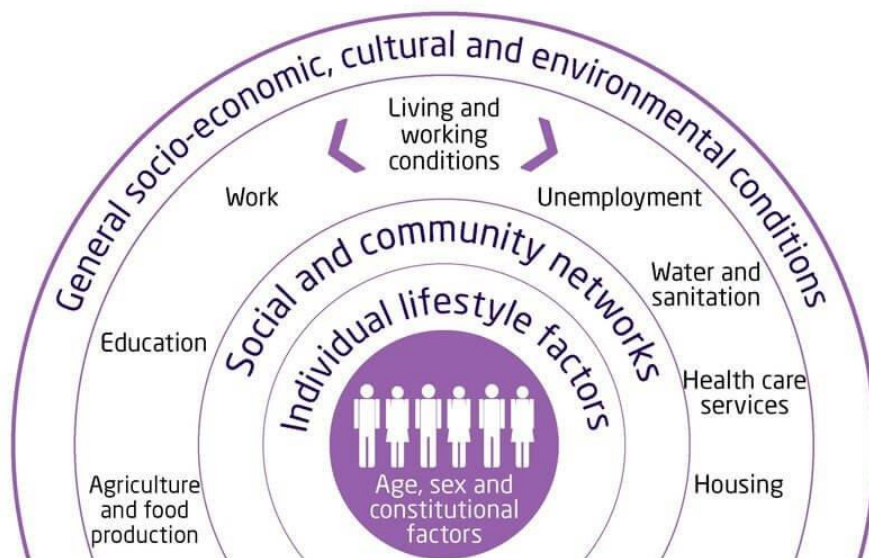 General socio-economic, cultural and environmental conditions
Living and
working
conditions
Work
Unemployment
Social and community networks
Water and
sanitation
Individual lifestyle factors
Education
Health care
services
Agriculture
and food
production
Age, sex and
constitutional
factors
Housing